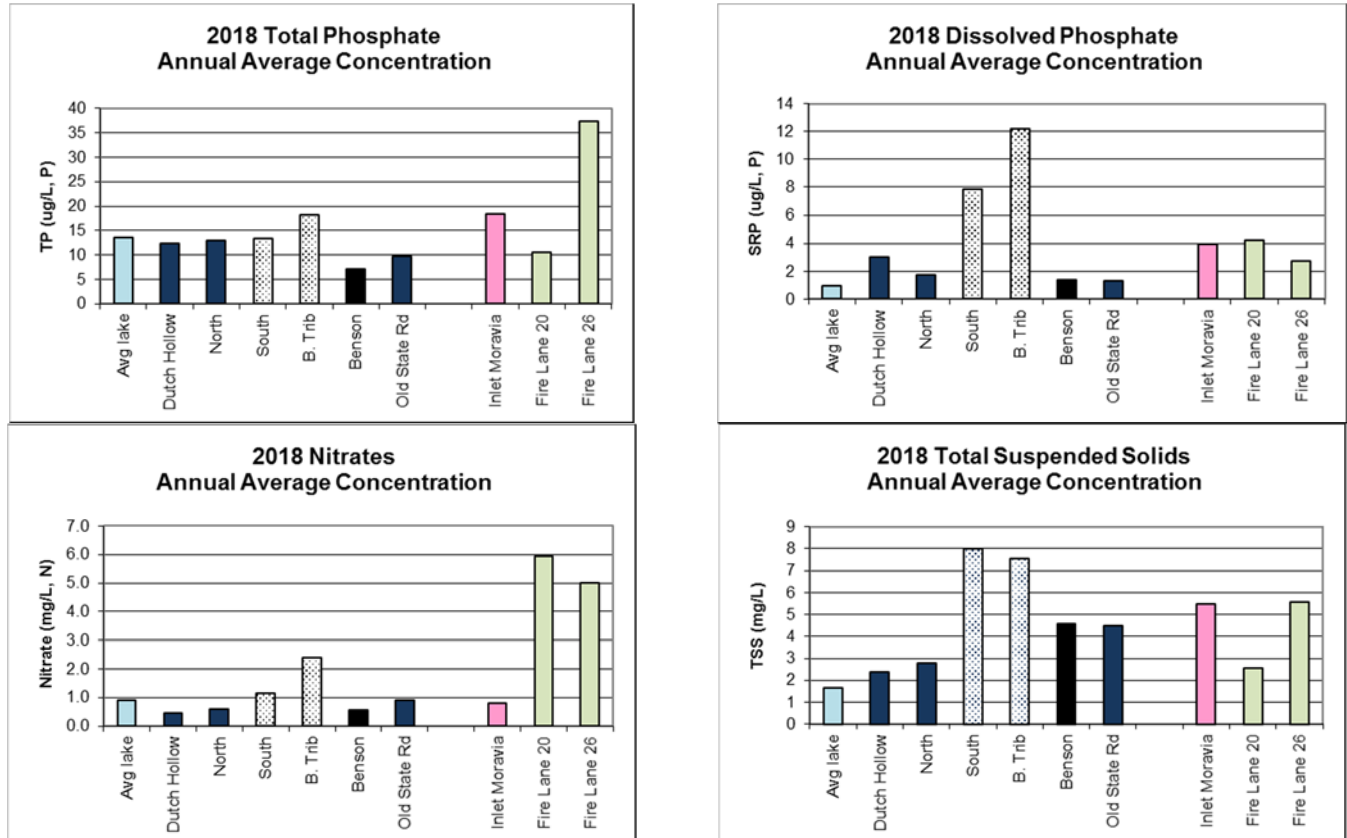 2018 Total Phosphate
Annual Average Concentration
TP (ug/L, P)
40
35
30
25
20
15
10
5
0
Avg lake
Dutch Hollow
North
South
B. Trib
Benson
Old State Rd
Inlet Moravia
Fire Lane 20
Fire Lane 26
2018 Dissolved Phosphate
Annual Average Concentration
SRP (ug/L, P)
14
12
10
8
6
4
2
0
Avg lake
Dutch Hollow
North
South
B. Trib
Benson
Old State Rd
Inlet Moravia
Fire Lane 20
Fire Lane 26
2018 Nitrates
Annual Average Concentration
Nitrate (mg/L, N)
7.0
6.0
5.0
4.0
3.0
2.0
1.0
0.0
Avg lake
Dutch Hollow
North
South
B. Trib
Benson
Old State Rd
Inlet Moravia
Fire Lane 20
Fire Lane 26
2018 Total Suspended Solids
Annual Average Concentration
TSS (mg/L)
9
8
7
6
5
4
3
2
1
0
Avg lake
Dutch Hollow
North
South
B. Trib
Benson
Old State Rd
Inlet Moravia
Fire Lane 20
Fire Lane 26